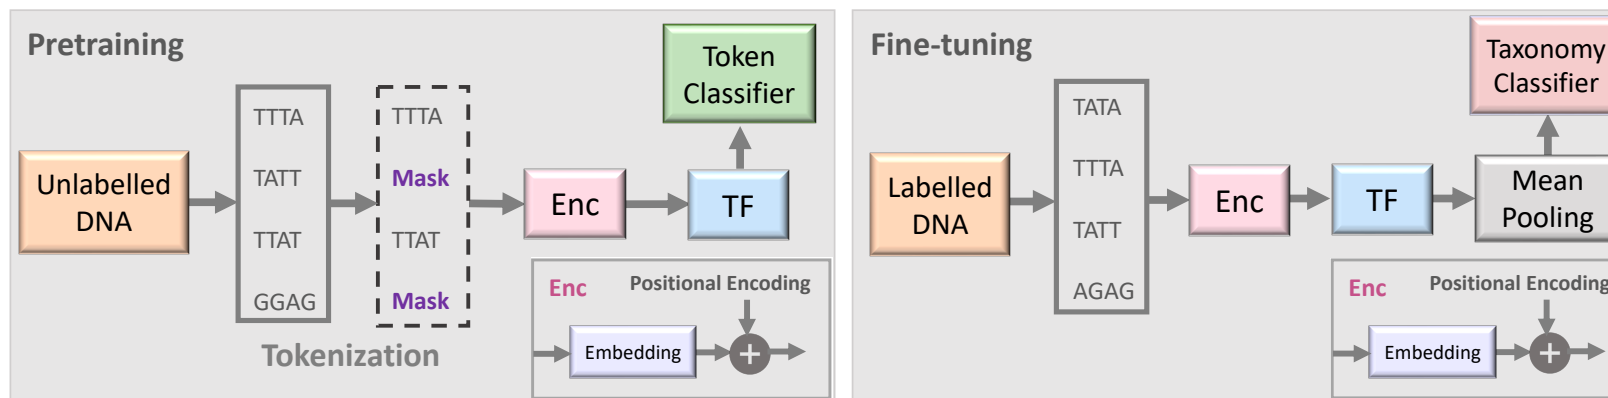 Pretraining
Unlabelled
DNA
TTTA
TATT
TTAT
GGAG
TTTA
Mask
TTAT
Mask
Tokenization
Enc
TF
Token
Classifier
Enc
Positional Encoding
Embedding
+
Fine-tuning
Labelled
DNA
TATA
TTTA
TATT
AGAG
Enc
TF
Mean
Pooling
Taxonomy
Classifier
Enc
Positional Encoding
Embedding
+